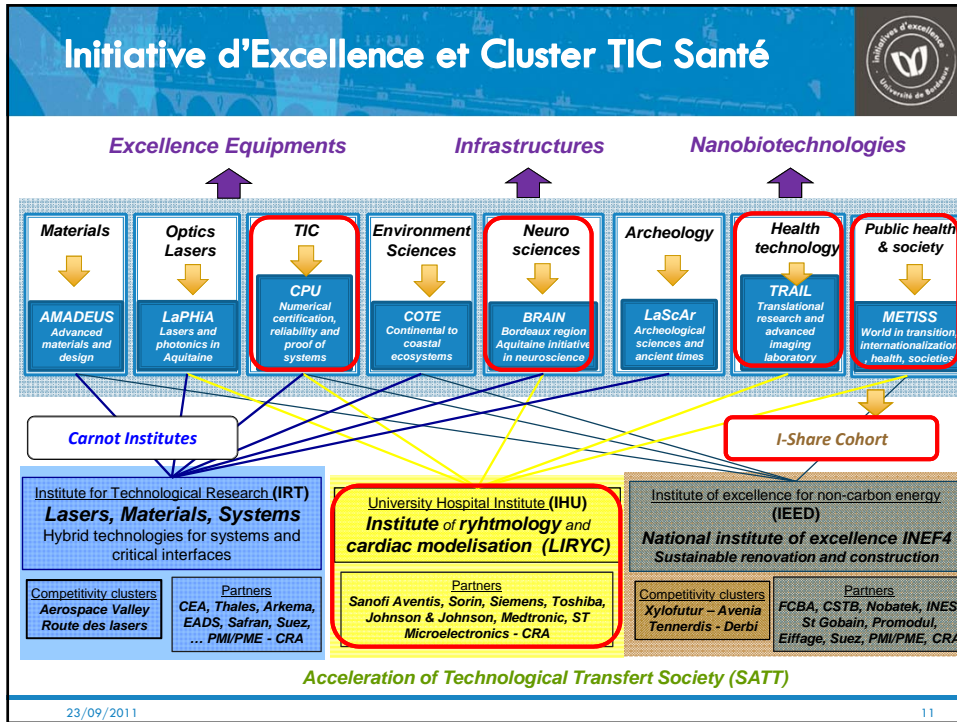 Initiative d'Excellence et Cluster TIC Santé
initiatives d'excellence
Université de Bordeaux
Excellence Equipments
Infrastructures
Nanobiotechnologies
Materials
AMADEUS
Advanced
materials and
design
Optics
Lasers
LaPHiA
Lasers and
photonics in
Aquitaine
TIC
CPU
Numerical
certification,
reliability and
proof of
systems
Environment
Sciences
COTE
Continental to
coastal
ecosystems
Neuro
sciences
BRAIN
Bordeaux region
Aquitaine initiative
in neuroscience
Archeology
LaScAr
Archeological
sciences and
ancient times
Health
technology
TRAIL
Translational
research and
advanced
imaging
laboratory
Public health
& society
METISS
World in transition,
internationalization
, health, societies
Carnot Institutes
I-Share Cohort
Institute for Technological Research (IRT)
Lasers, Materials, Systems
Hybrid technologies for systems and
critical interfaces
Competitivity clusters
Aerospace Valley
Route des lasers
Partners
CEA, Thales, Arkema,
EADS, Safran, Suez,
... PMI/PME - CRA
University Hospital Institute (IHU)
Institute of ryhtmology and
cardiac modelisation (LIRYC)
Partners
Sanofi Aventis, Sorin, Siemens, Toshiba,
Johnson & Johnson, Medtronic, ST
Microelectronics - CRA
Institute of excellence for non-carbon energy
(IEED)
National institute of excellence INEF4
Sustainable renovation and construction
Competitivity clusters
Xylofutur – Avenia
Tennerdis - Derbi
Partners
FCBA, CSTB, Nobatek, INES,
St Gobain, Promodul,
Eiffage, Suez, PMI/PME, CRA
Acceleration of Technological Transfert Society (SATT)
23/09/2011
11